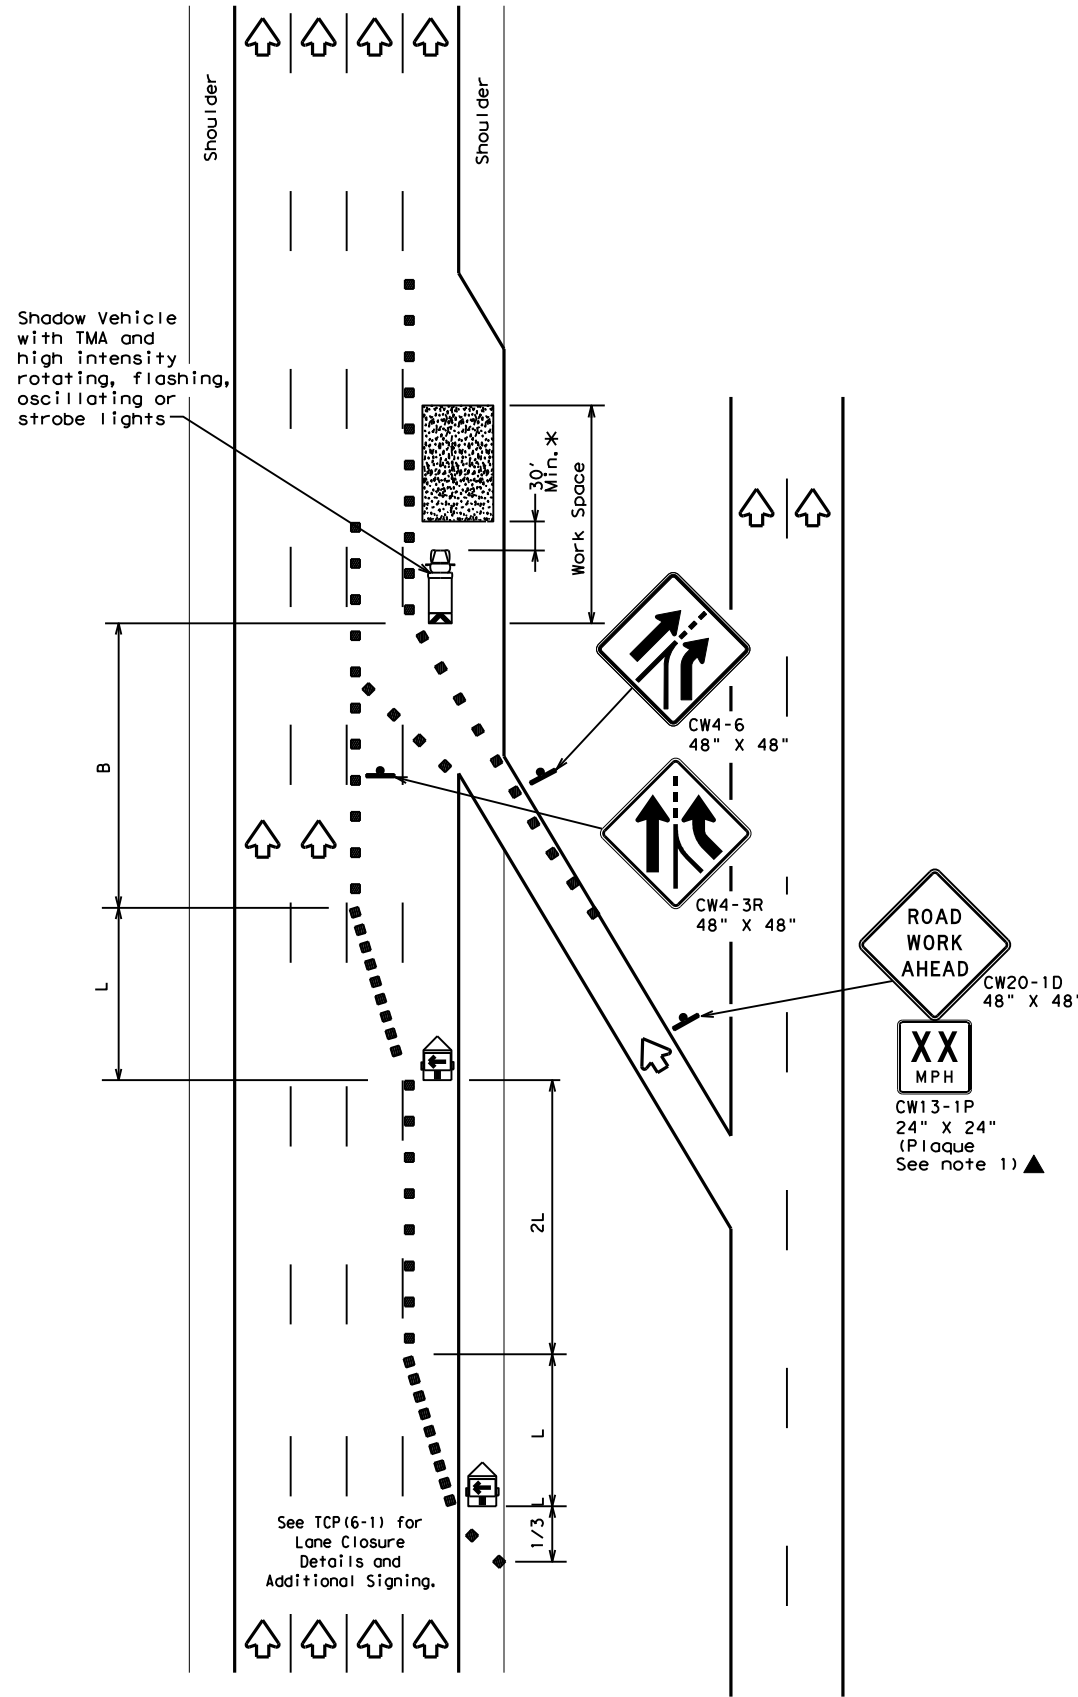 Shoulder
Shoulder
Shadow Vehicle
with TMA and
high intensity
rotating, flashing,
oscillating or
strobe lights
30'
Min.*
Work Space
CW4-6
48" X 48"
B
CW4-3R
48" X 48"
ROAD
WORK
AHEAD
CW20-1D
48" X 48"
L
XX
MPH
CW13-1P
24" X 24"
(Plaque
See note 1)▲
2L
L
1/3 L
See TCP(6-1) for
Lane Closure
Details and
Additional Signing.